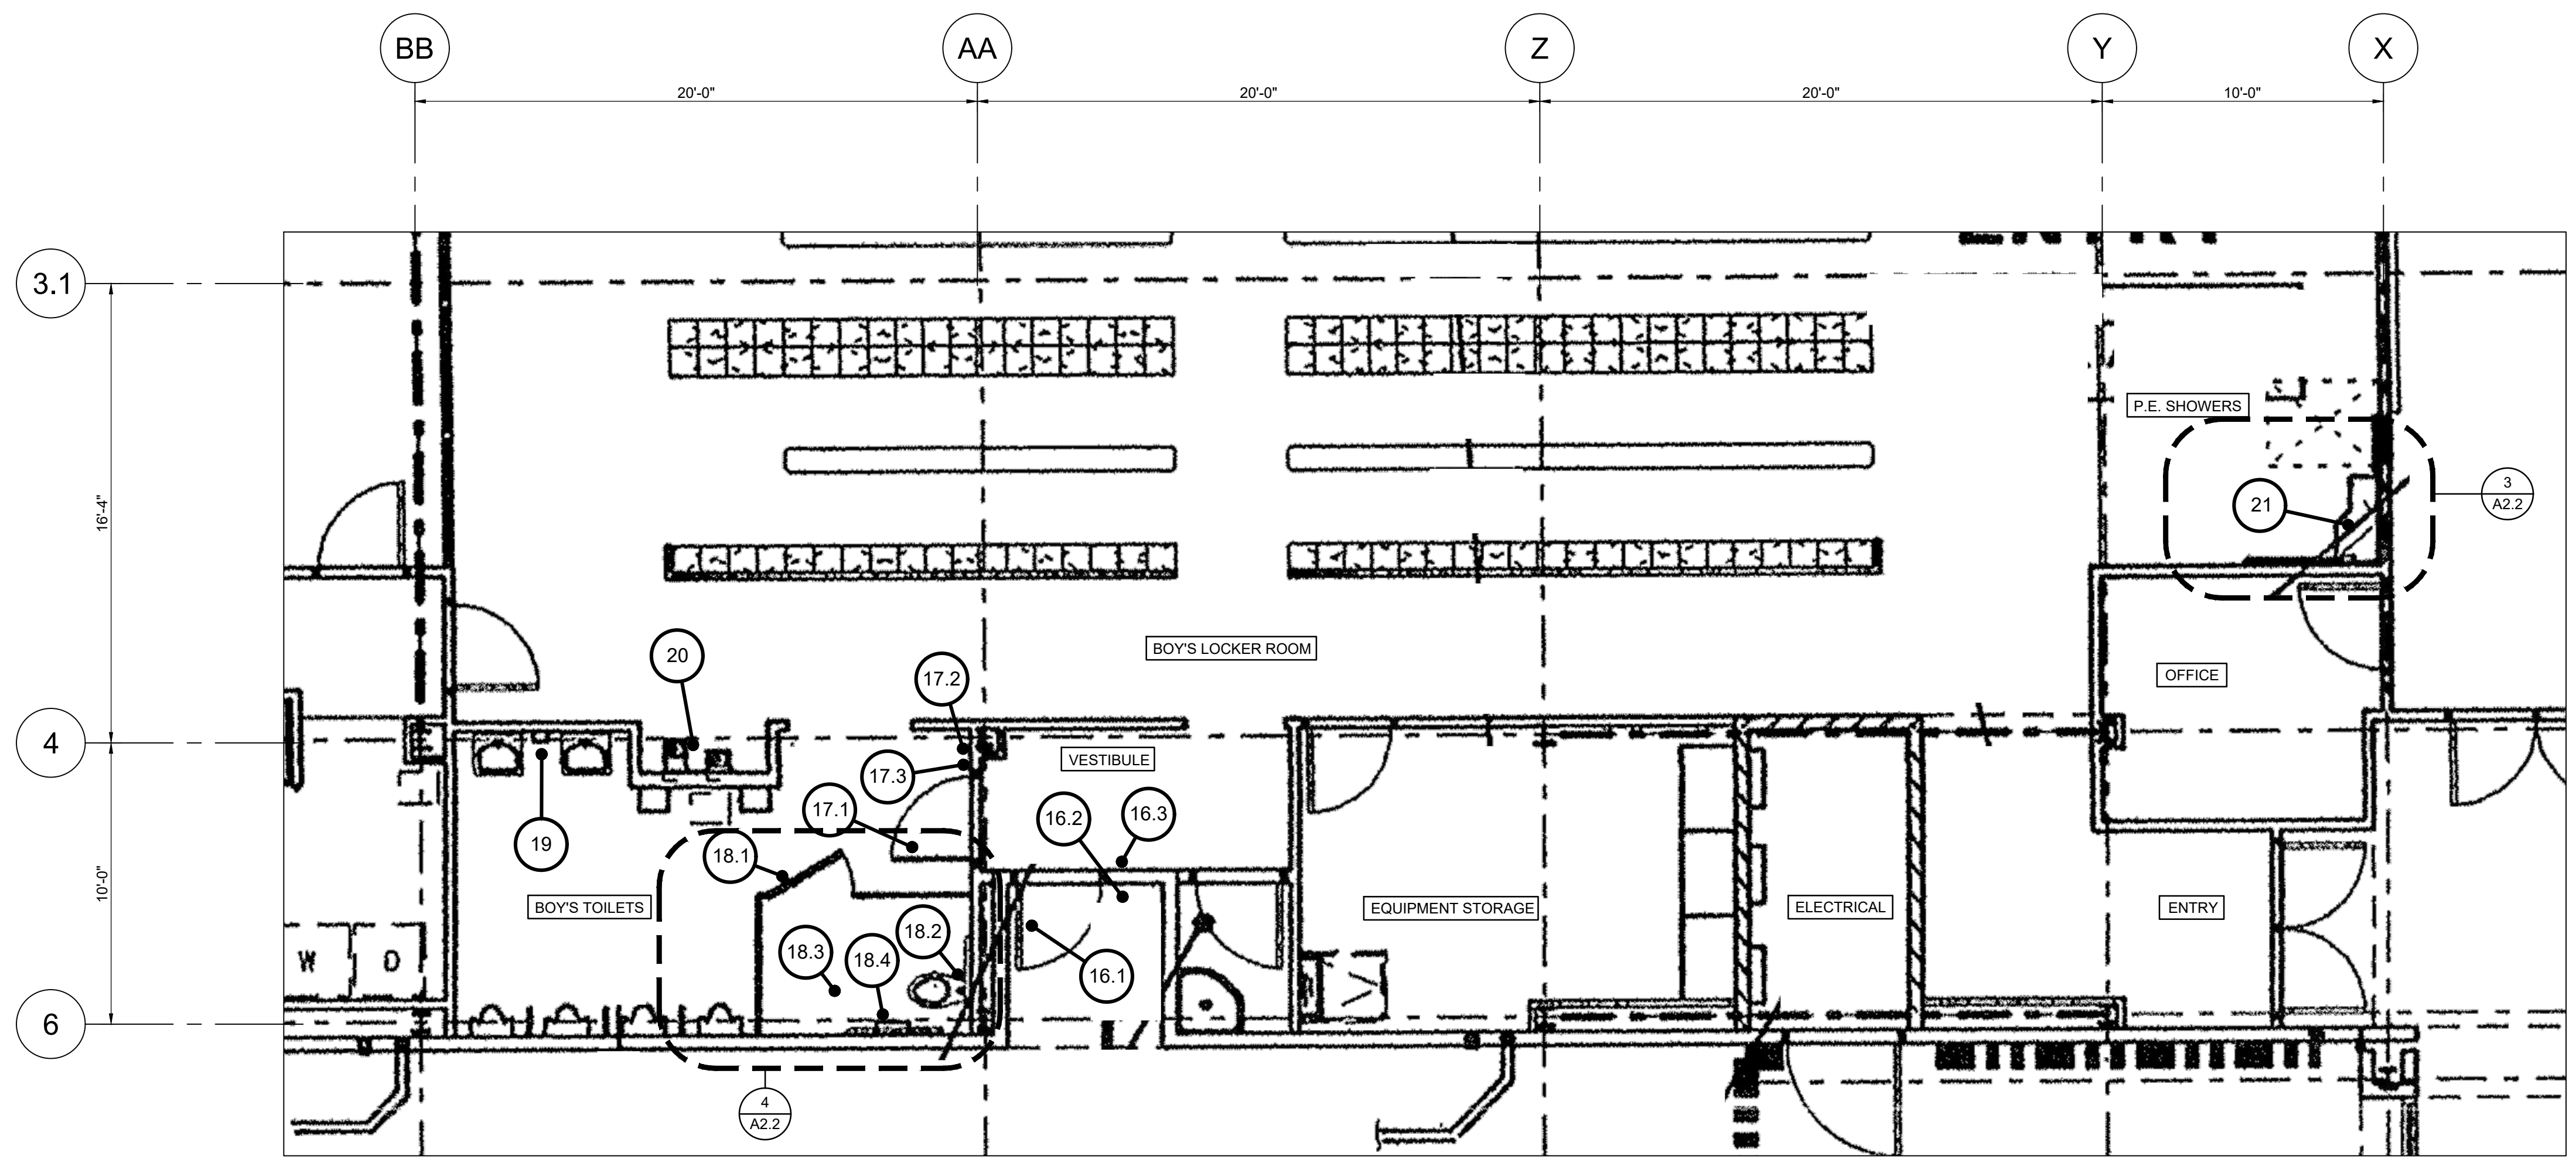 BB
AA
Z
Y
X
20'-0"
20'-0"
20'-0"
10'-0"
3.1
16'-4"
P.E. SHOWERS
3
A2.2
21
BOY'S LOCKER ROOM
20
17.2
OFFICE
4
VESTIBULE
17.3
17.1
16.2
16.3
19
18.1
10'-0"
BOY'S TOILETS
EQUIPMENT STORAGE
ELECTRICAL
ENTRY
18.2
18.3
18.4
W
D
16.1
6
4
A2.2